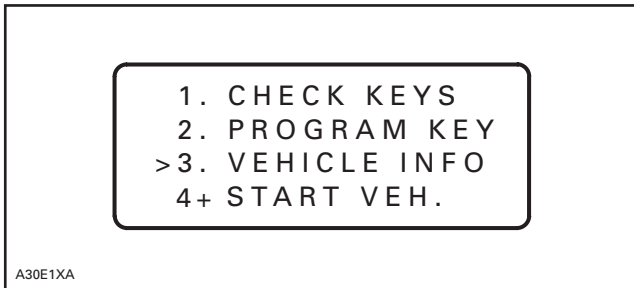 1. CHECK KEYS
2. PROGRAM KEY
>3. VEHICLE INFO
4+ START VEH.
A30E1XA